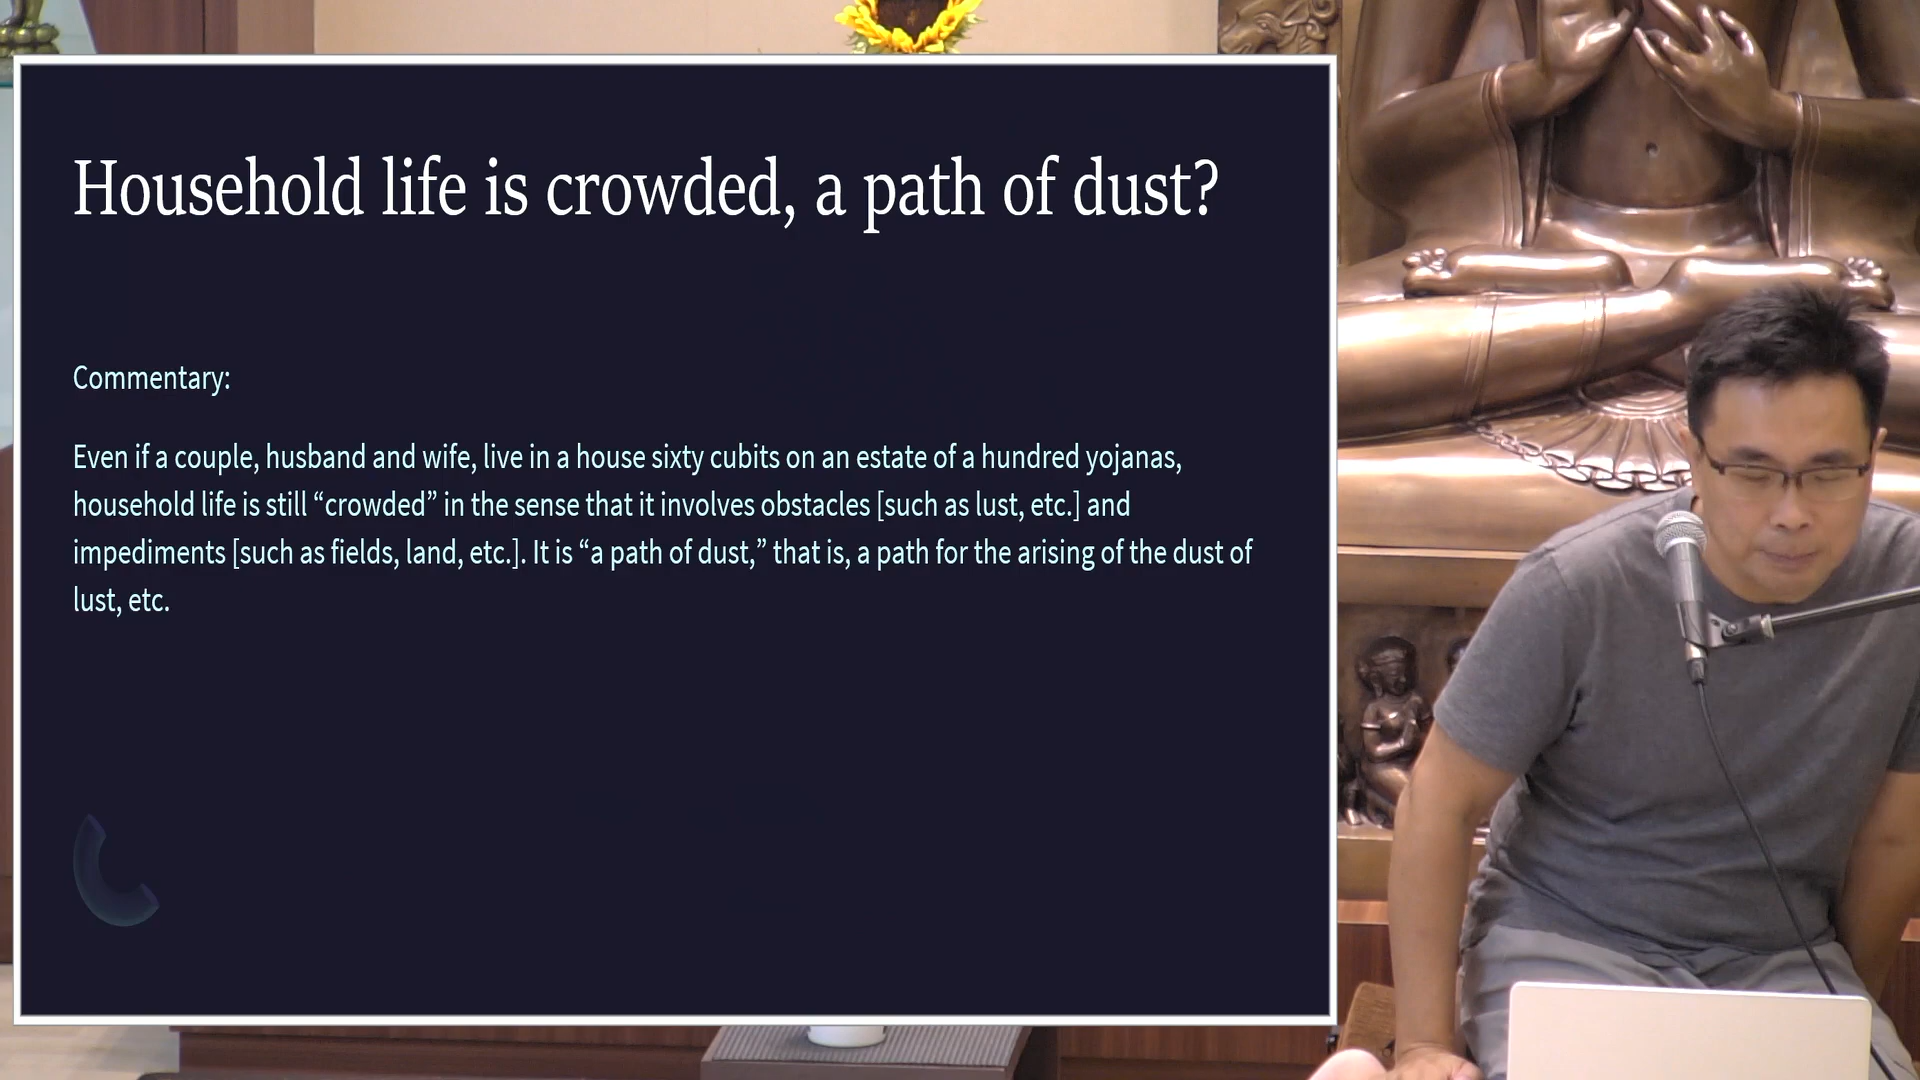 Household life is crowded, a path of dust?
Commentary:
Even if a couple, husband and wife, live in a house sixty cubits on an estate of a hundred yojanas,
household life is still “crowded” in the sense that it involves obstacles [such as lust, etc.] and
impediments [such as fields, land, etc.]. It is “a path of dust,” that is, a path for the arising of the dust of
lust, etc.